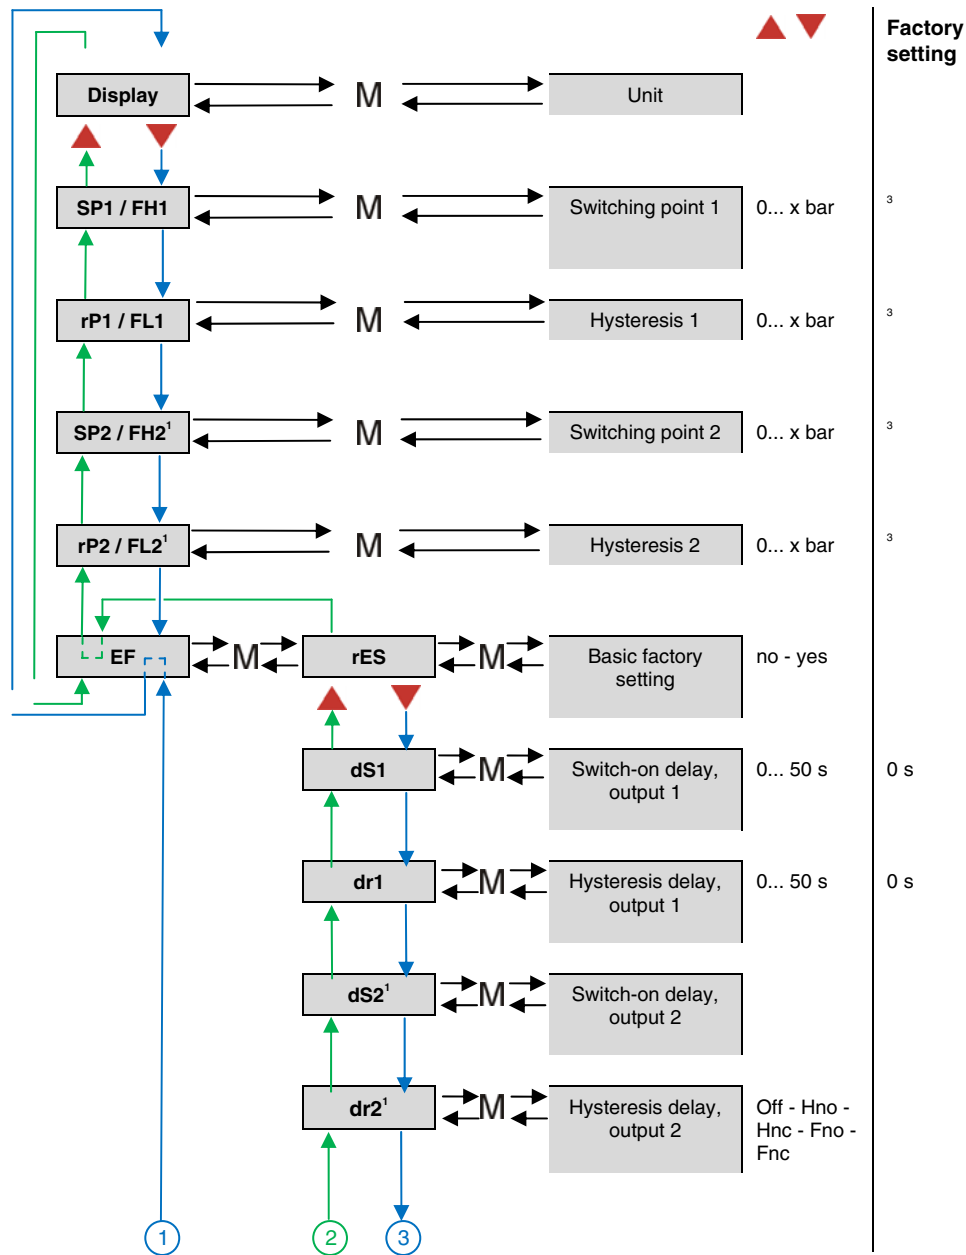 Factory
setting
Display M Unit
SP1 / FH1 M Switching point 1 0... x bar ³
rP1 / FL1 M Hysteresis 1 0... x bar ³
SP2 / FH2¹ M Switching point 2 0... x bar ³
rP2 / FL2¹ M Hysteresis 2 0... x bar ³
EF M rES M Basic factory
setting
no - yes
dS1 M Switch-on delay,
output 1
0... 50 s 0 s
dr1 M Hysteresis delay,
output 1
0... 50 s 0 s
dS2¹ M Switch-on delay,
output 2
dr2¹ M Hysteresis delay,
output 2
Off - Hno -
Hnc - Fno -
Fnc
1 2 3